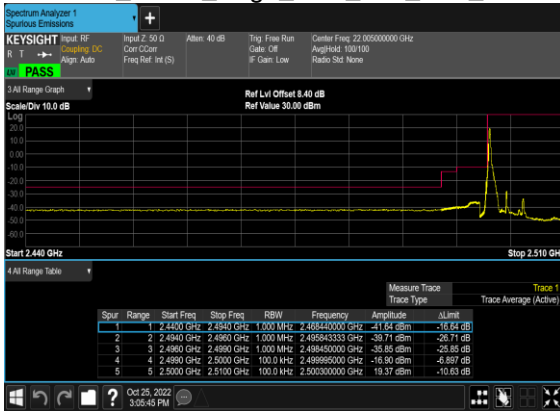 Spectrum Analyzer 1
Spurious Emissions
+
KEYSIGHT
Input: RF
Input Z: 50 Ω
Atten: 40 dB
Trig: Free Run
Center Freq: 22.005000000 GHz
R T
Coupling: DC
Corr CCorr
Gate: Off
Avg|Hold: 100/100
Align: Auto
Freq Ref: Int (S)
IF Gain: Low
Radio Std: None
PASS
3 All Range Graph
Ref Lvl Offset 8.40 dB
Scale/Div 10.0 dB
Ref Value 30.00 dBm
Log
20.0
10.0
0.00
-10.0
-20.0
-30.0
-40.0
-50.0
-60.0
Start 2.440 GHz
Stop 2.510 GH
4 All Range Table
Measure Trace Trace 1
Trace Type Trace Average (Active)
Spur Range Start Freq Stop Freq RBW Frequency Amplitude ΔLimit
1 1 2.4400 GHz 2.4940 GHz 1.000 MHz 2.468440000 GHz -41.64 dBm -16.64 dB
2 2 2.4940 GHz 2.4960 GHz 1.000 MHz 2.495843333 GHz -39.71 dBm -26.71 dB
3 3 2.4960 GHz 2.4990 GHz 1.000 MHz 2.498450000 GHz -35.85 dBm -25.85 dB
4 4 2.4990 GHz 2.5000 GHz 100.0 kHz 2.499995000 GHz -16.90 dBm -6.897 dB
5 5 2.5000 GHz 2.5100 GHz 100.0 kHz 2.500300000 GHz 19.37 dBm -10.63 dB
?
Oct 25, 2022
3:05:45 PM